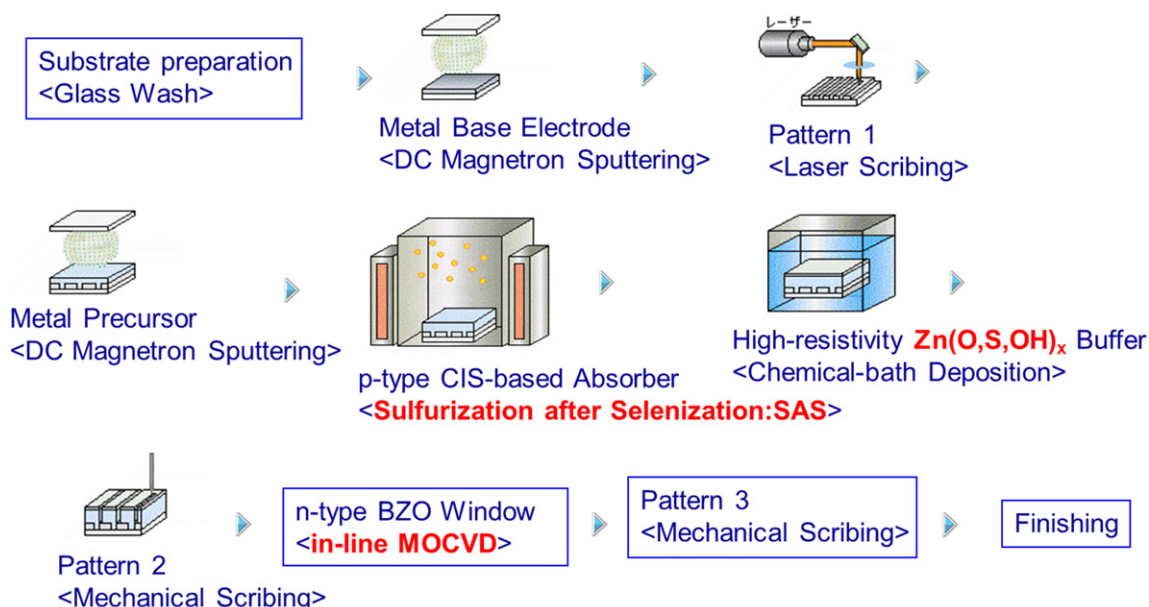 Substrate preparation
<Glass Wash>
Metal Base Electrode
<DC Magnetron Sputtering>
レーザー
Pattern 1
<Laser Scribing>
Metal Precursor
<DC Magnetron Sputtering>
p-type CIS-based Absorber
<Sulfurization after Selenization:SAS>
High-resistivity Zn(O,S,OH)x Buffer
<Chemical-bath Deposition>
Pattern 2
<Mechanical Scribing>
n-type BZO Window
<in-line MOCVD>
Pattern 3
<Mechanical Scribing>
Finishing